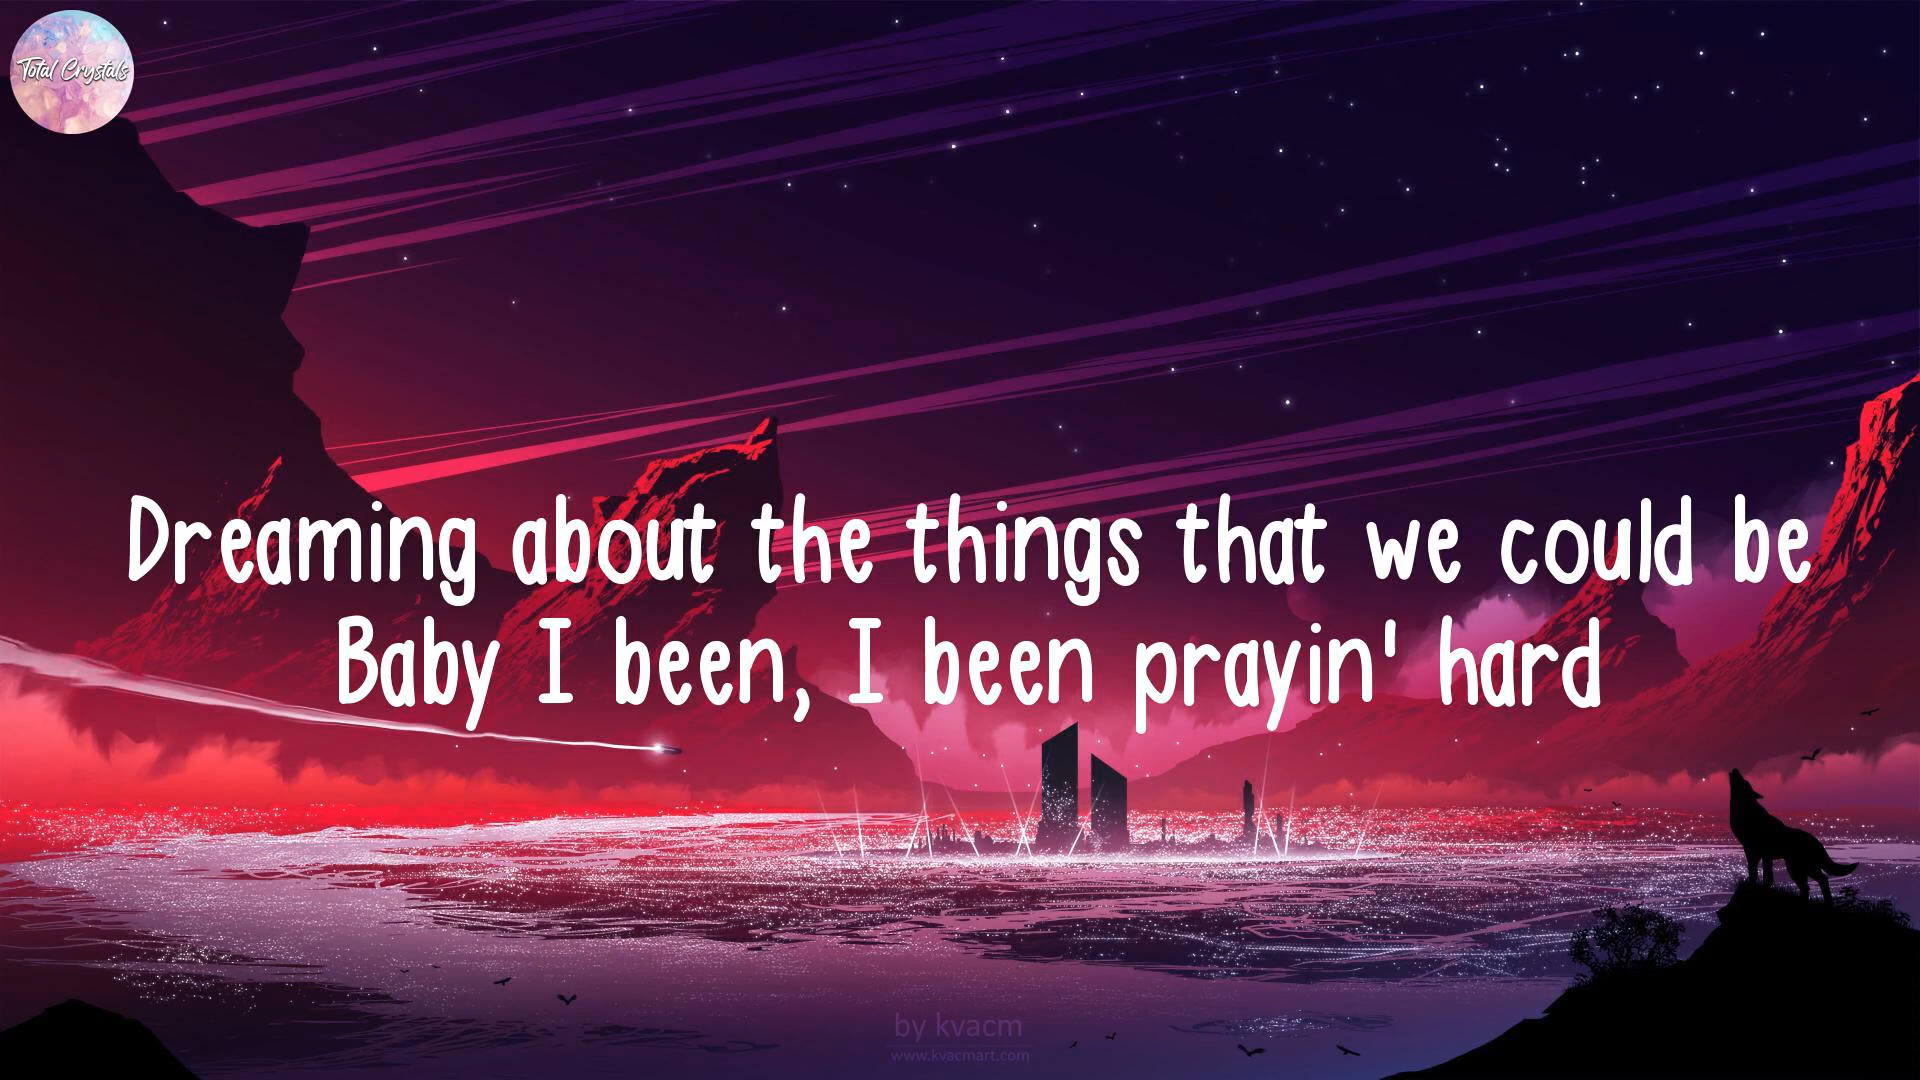 Total Crystals
Dreaming about the things that we could be
Baby I been, I been prayin' hard
by kvacm
www.kvacmart.com